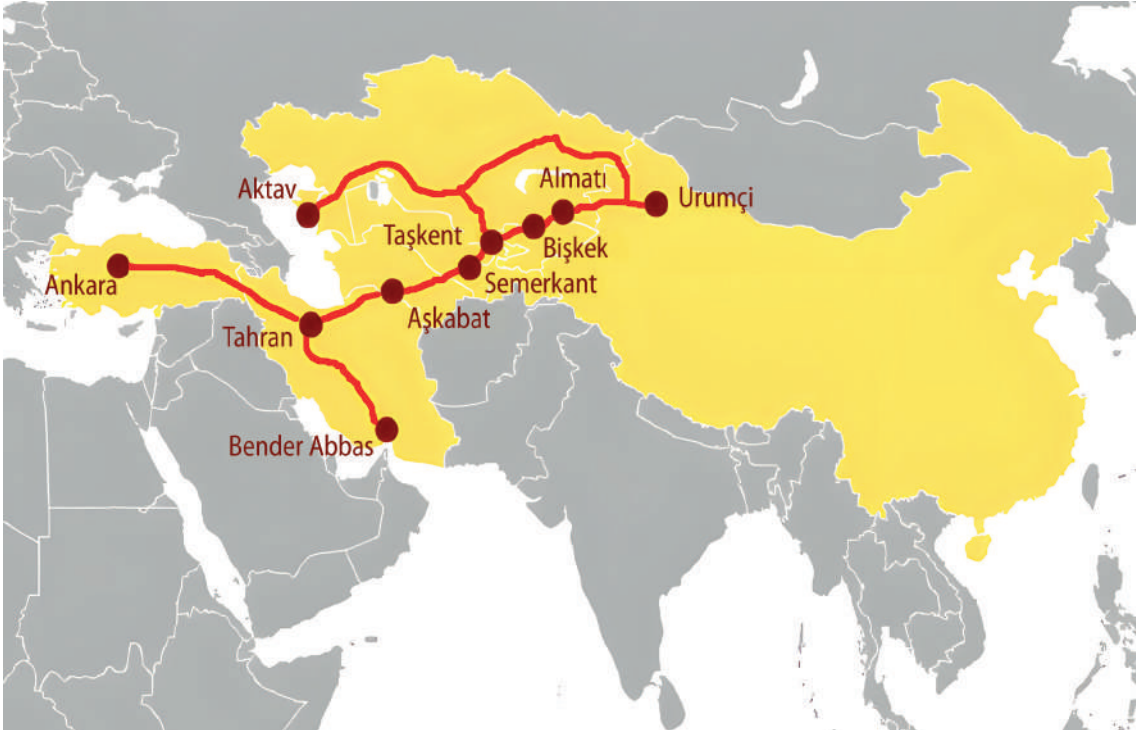 Aktav
Almatı
Urumçi
Taşkent
Bişkek
Ankara
Semerkant
Tahran
Aşkabat
Bender Abbas